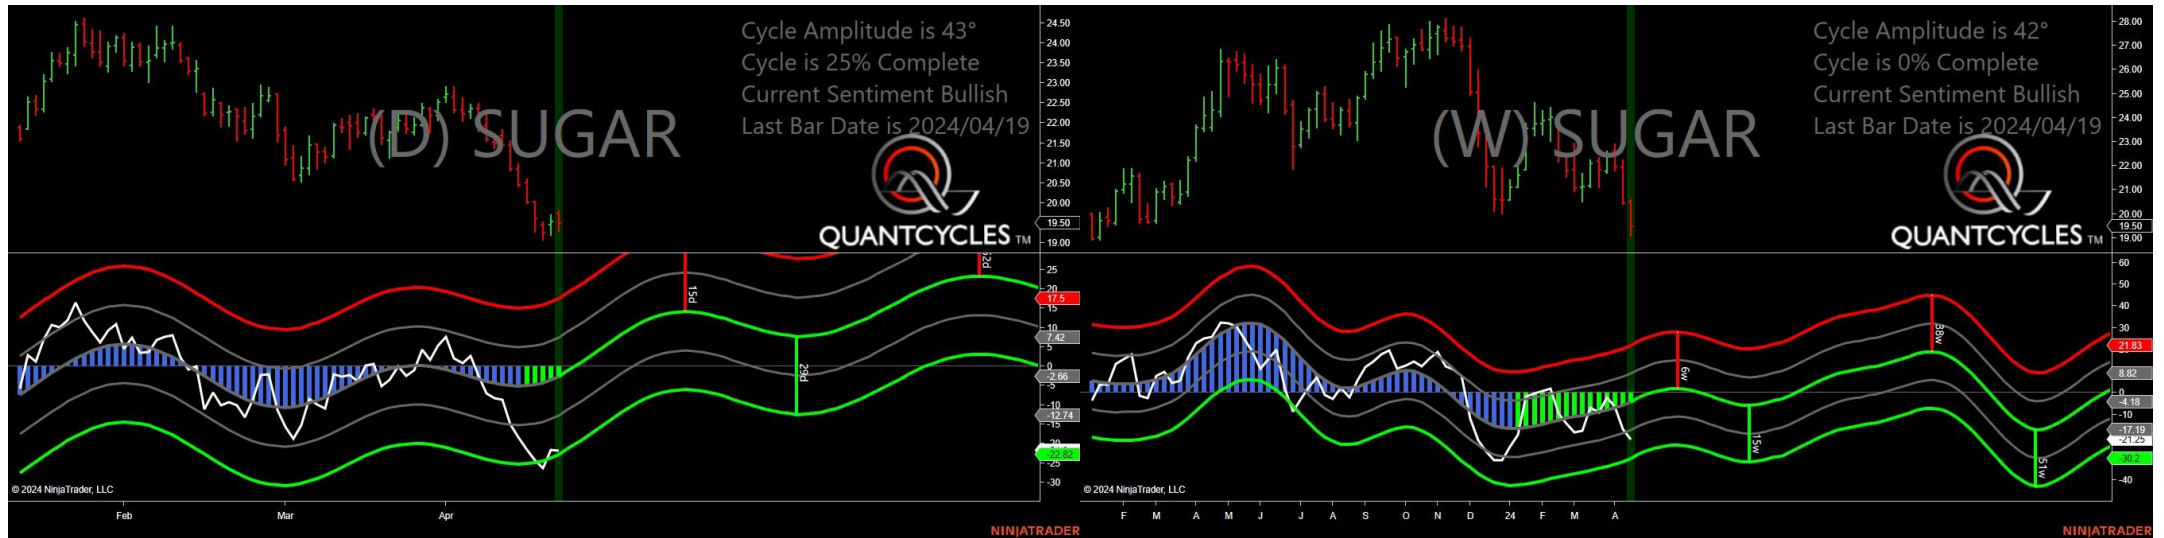 Cycle Amplitude is 43°
Cycle is 25% Complete
Current Sentiment Bullish
Last Bar Date is 2024/04/19
(D) SUGAR
QUANTCYCLES TM
24.50
24.00
23.50
23.00
22.50
22.00
21.50
21.00
20.50
20.00
19.50
19.00
15d
29d
25
20
17.5
15
10
7.42
5
0
-2.66
-5
-10
-12.74
-15
-22.82
-25
-30
© 2024 NinjaTrader, LLC
Feb Mar Apr
NINJATRADER
Cycle Amplitude is 42°
Cycle is 0% Complete
Current Sentiment Bullish
Last Bar Date is 2024/04/19
(W) SUGAR
QUANTCYCLES TM
28.00
27.00
26.00
25.00
24.00
23.00
22.00
21.00
20.00
19.50
19.00
6w
15w
38w
51w
60
50
40
30
21.83
8.82
0
-4.18
-10
-17.19
-21.25
-30.2
-40
© 2024 NinjaTrader, LLC
F M A M J J A S O N D 24 F M A
NINJATRADER